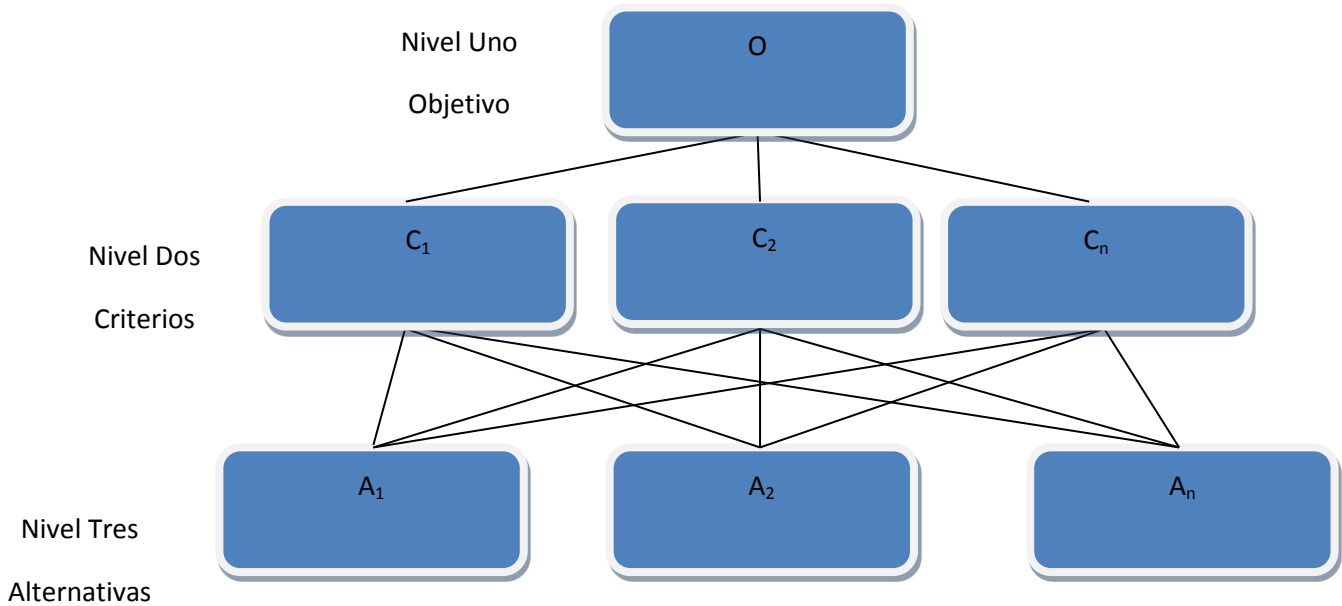 Nivel Uno
Objetivo
O
Nivel Dos
Criterios
C₁
C₂
Cₙ
Nivel Tres
Alternativas
A₁
A₂
Aₙ